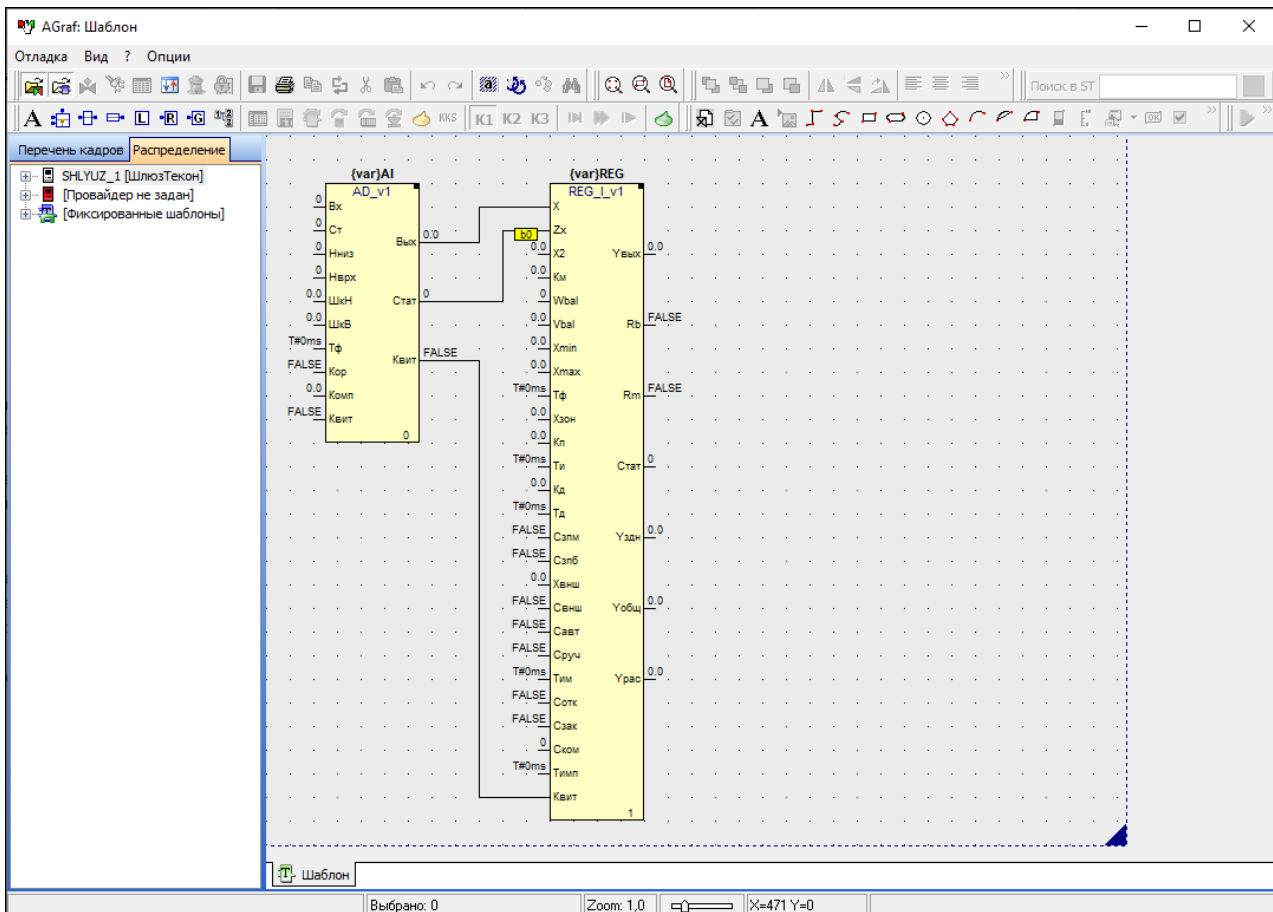 AGraf: Шаблон
Отладка Вид ? Опции
Поиск в ST
KKS K1 K2 K3
Перечень кадров Распределение
SHLYUZ_1 [ШлюзТекон]
[Провайдер не задан]
[Фиксированные шаблоны]
{var}AI
AD_v1
0 Вх
0 Ст
Вых 0.0
0 Нниз
0 Нврх
0.0 ШкН
Стат 0
0.0 ШкВ
T#0ms Тф
Квит FALSE
FALSE Кор
0.0 Комп
FALSE Квит
0
{var}REG
REG_I_v1
X
b0 Zx
0.0 X2
Yвых 0.0
0.0 Км
0 Wbal
0.0 Vbal
Rb FALSE
0.0 Xmin
0.0 Xmax
T#0ms Тф
Rm FALSE
0.0 Хзон
0.0 Кп
T#0ms Ти
Стат 0
0.0 Кд
T#0ms Тд
FALSE Сзпм
Yздн 0.0
FALSE Сзпб
0.0 Хвнш
FALSE Свнш
Yобщ 0.0
FALSE Савт
FALSE Сруч
T#0ms Тим
Yрас 0.0
FALSE Сотк
FALSE Сзак
0 Ском
T#0ms Тимп
Квит
1
Шаблон
Выбрано: 0 Zoom: 1,0 X=471 Y=0